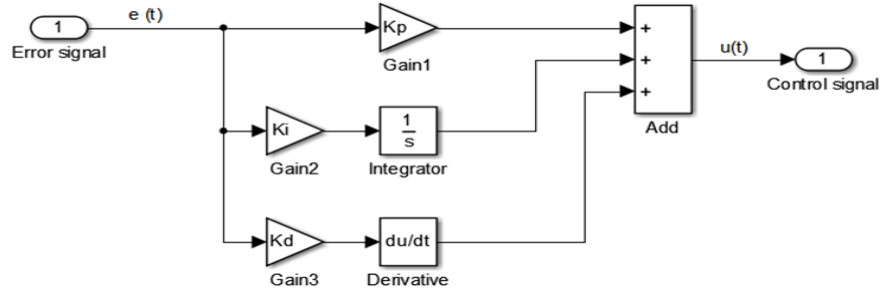 e (t)
1
Error signal
Kp
Gain1
+
+
+
Add
u(t)
1
Control signal
Ki
Gain2
1
s
Integrator
Kd
Gain3
du/dt
Derivative